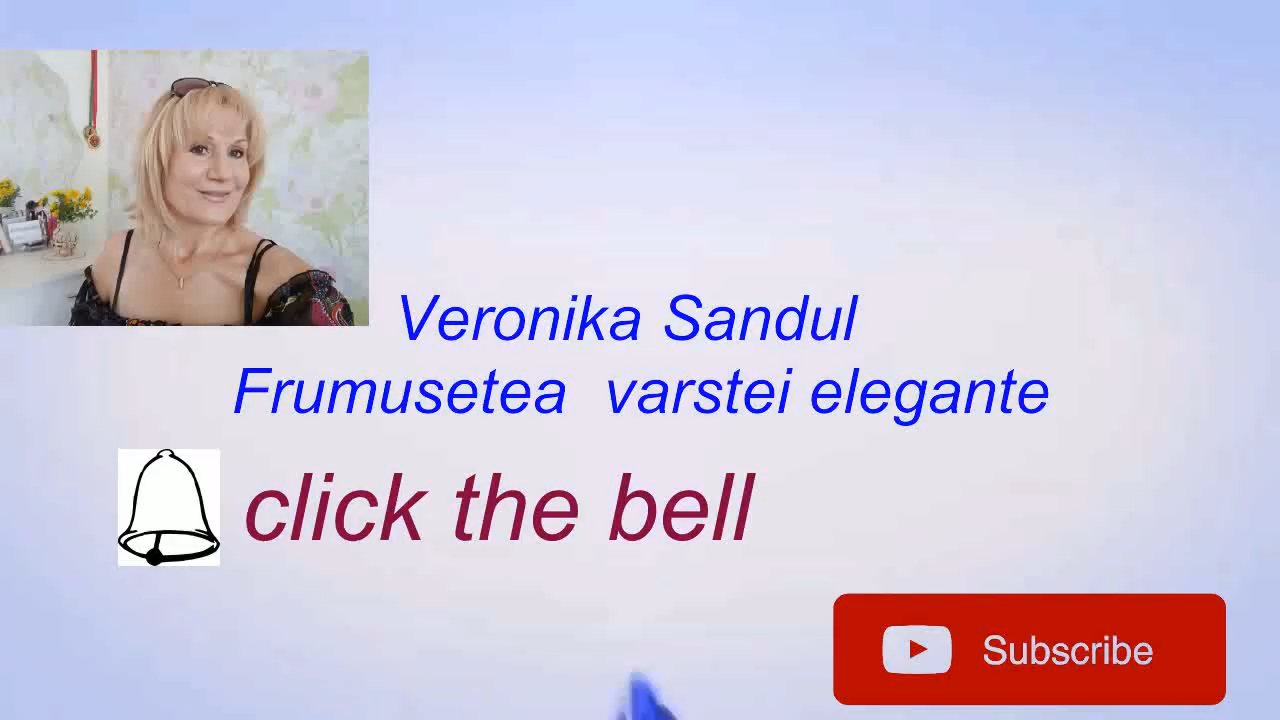 Veronika Sandul
Frumusetea varstei elegante
click the bell
Subscribe